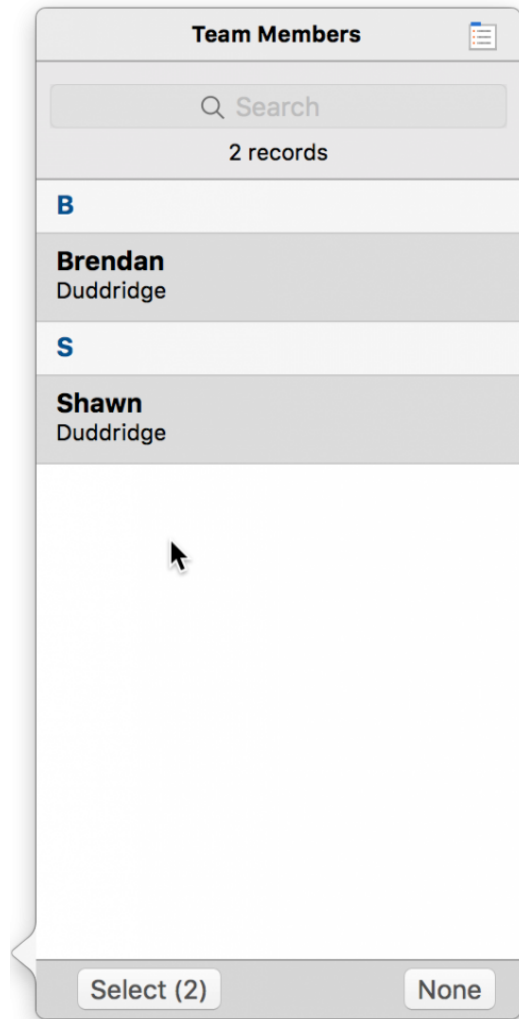 Team Members
Search
2 records
B
Brendan
Duddridge
S
Shawn
Duddridge
Select (2)
None